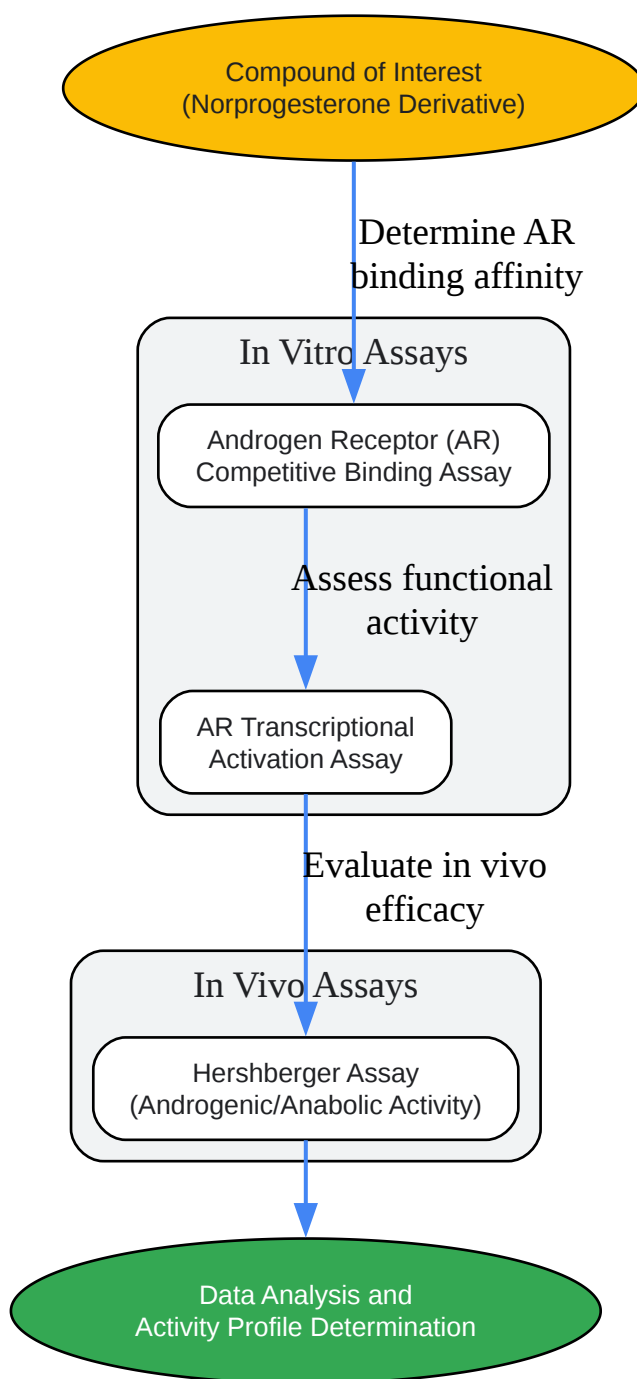 Compound of Interest
(Norprogesterone Derivative)
Determine AR
binding affinity
In Vitro Assays
Androgen Receptor (AR)
Competitive Binding Assay
Assess functional
activity
AR Transcriptional
Activation Assay
Evaluate in vivo
efficacy
In Vivo Assays
Hershberger Assay
(Androgenic/Anabolic Activity)
Data Analysis and
Activity Profile Determination